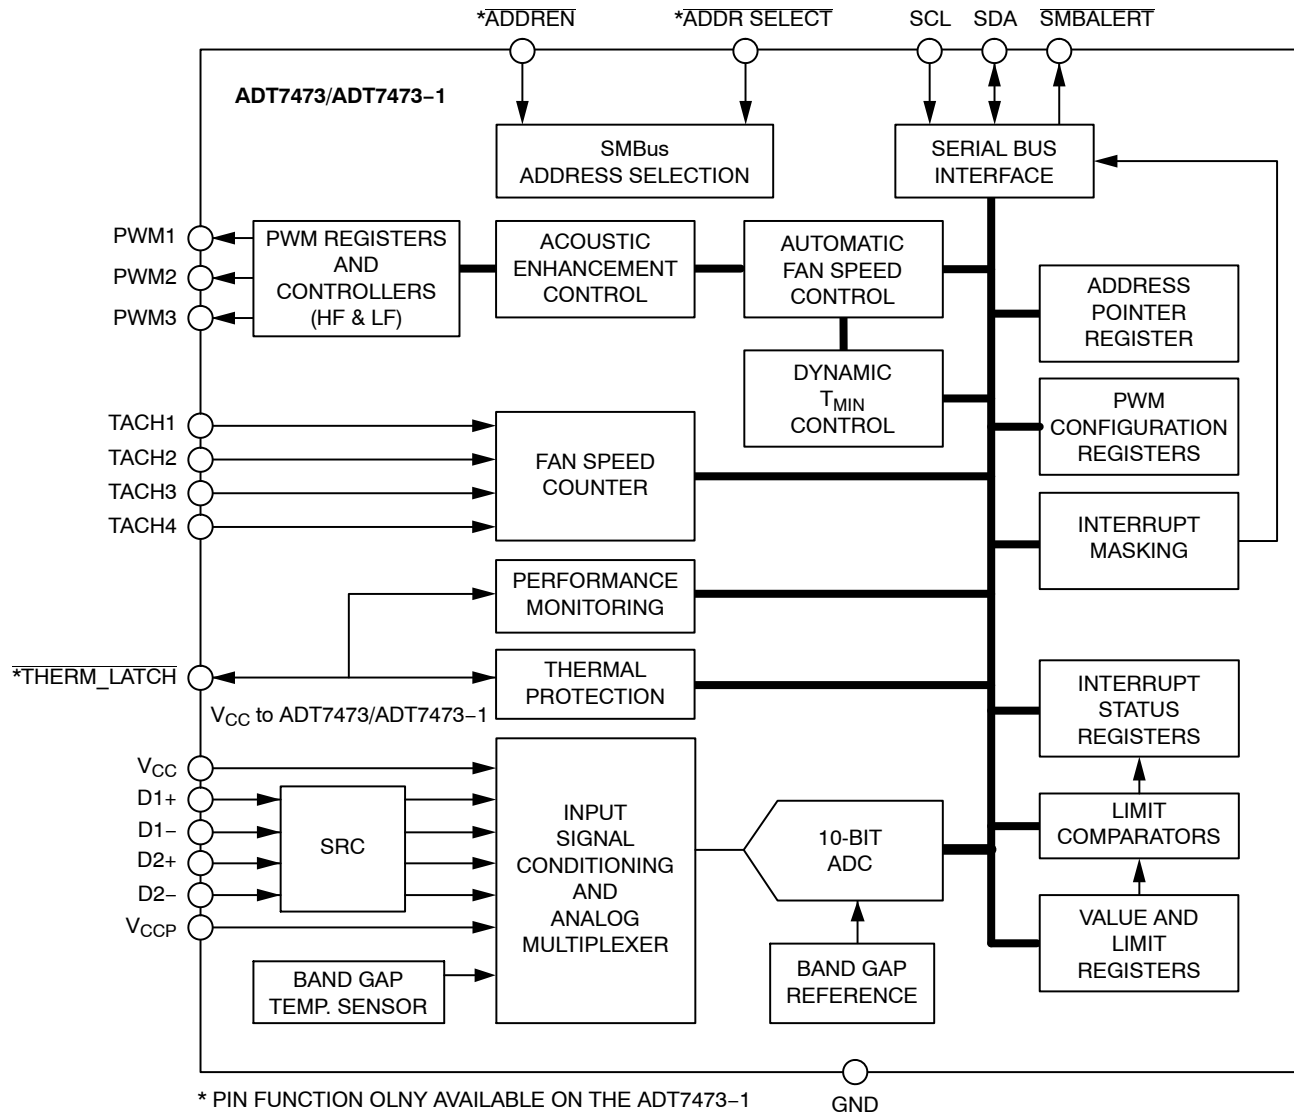 *ADDREN
*ADDR SELECT
SCL
SDA
SMBALERT
ADT7473/ADT7473−1
SMBus
ADDRESS SELECTION
SERIAL BUS
INTERFACE
PWM1
PWM2
PWM3
PWM REGISTERS
AND
CONTROLLERS
(HF & LF)
ACOUSTIC
ENHANCEMENT
CONTROL
AUTOMATIC
FAN SPEED
CONTROL
ADDRESS
POINTER
REGISTER
DYNAMIC
TMIN
CONTROL
PWM
CONFIGURATION
REGISTERS
TACH1
TACH2
TACH3
TACH4
FAN SPEED
COUNTER
INTERRUPT
MASKING
PERFORMANCE
MONITORING
*THERM_LATCH
THERMAL
PROTECTION
INTERRUPT
STATUS
REGISTERS
VCC to ADT7473/ADT7473−1
VCC
D1+
D1−
D2+
D2−
VCCP
SRC
INPUT
SIGNAL
CONDITIONING
AND
ANALOG
MULTIPLEXER
10-BIT
ADC
LIMIT
COMPARATORS
BAND GAP
TEMP. SENSOR
BAND GAP
REFERENCE
VALUE AND
LIMIT
REGISTERS
* PIN FUNCTION OLNY AVAILABLE ON THE ADT7473−1
GND